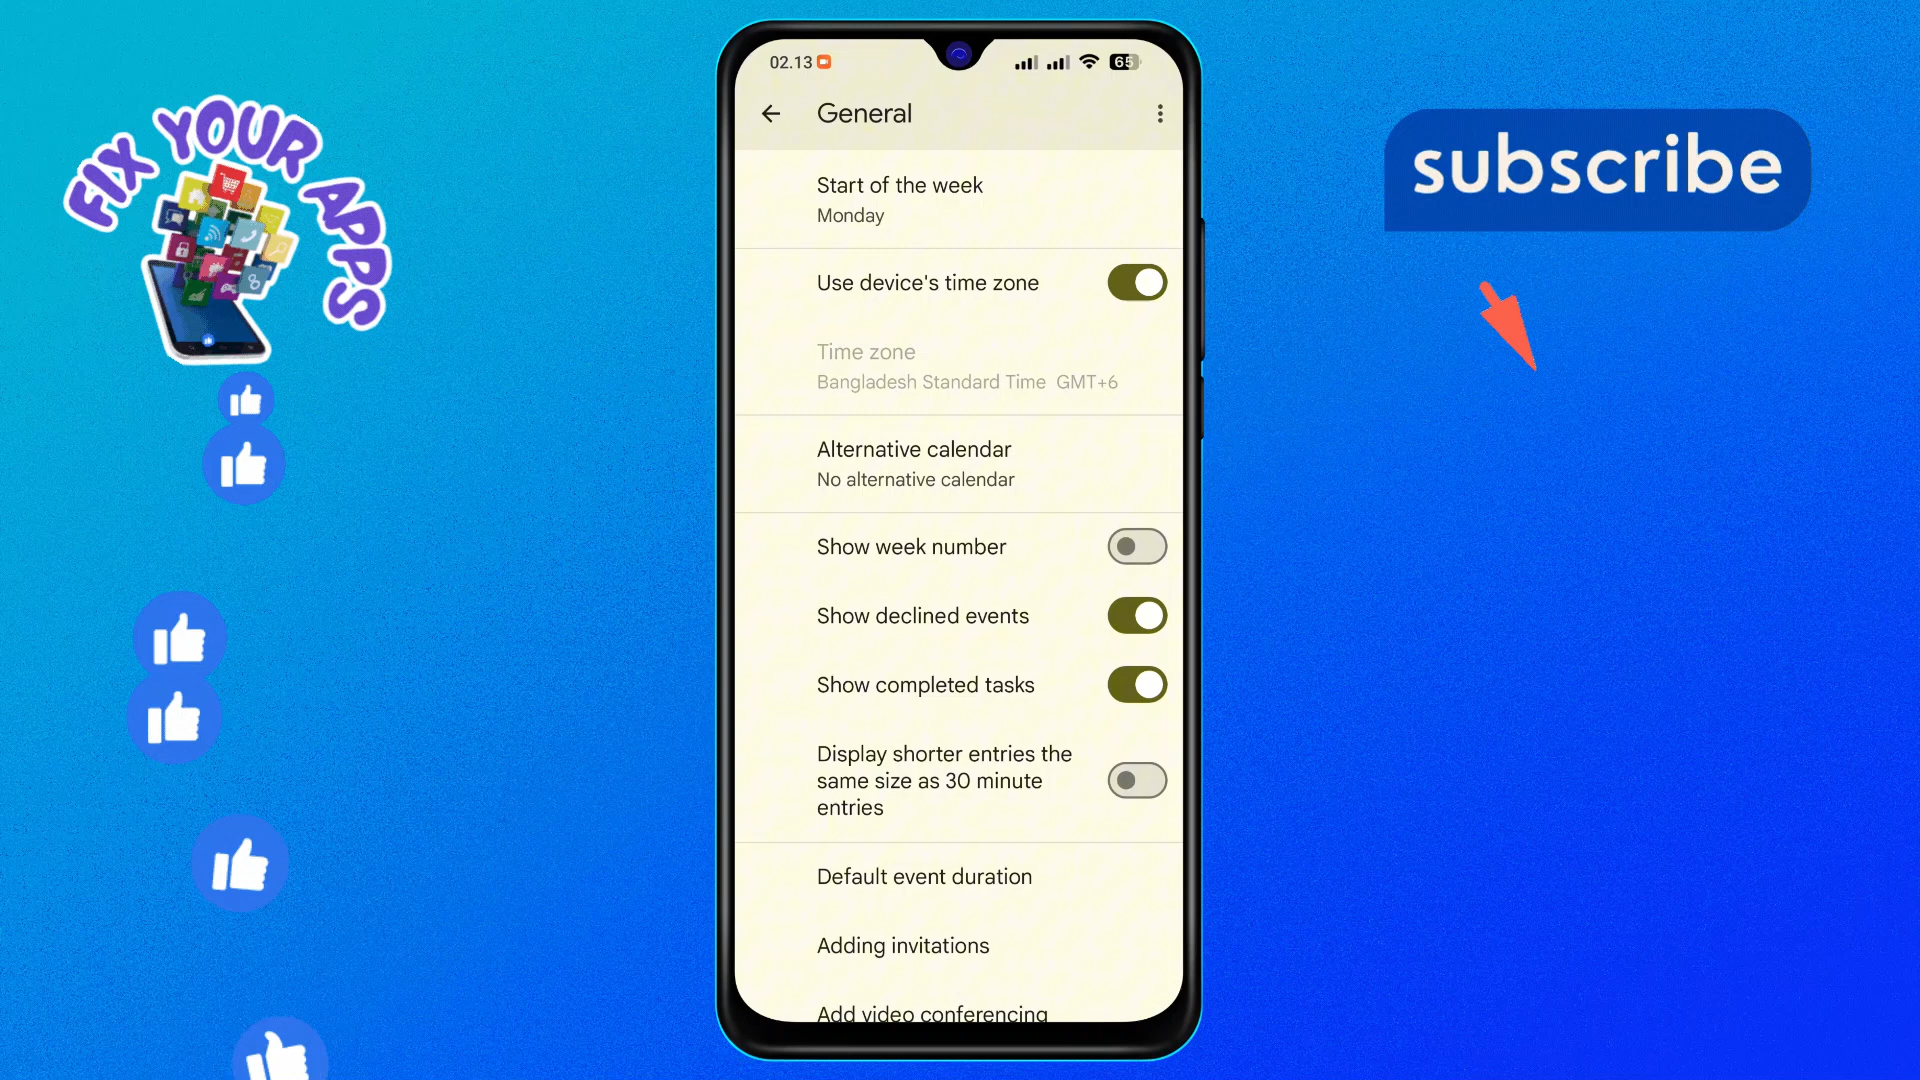 FIX YOUR APPS
subscribe
02.13
65
General
Start of the week
Monday
Use device's time zone
Time zone
Bangladesh Standard Time GMT+6
Alternative calendar
No alternative calendar
Show week number
Show declined events
Show completed tasks
Display shorter entries the
same size as 30 minute
entries
Default event duration
Adding invitations
Add video conferencing